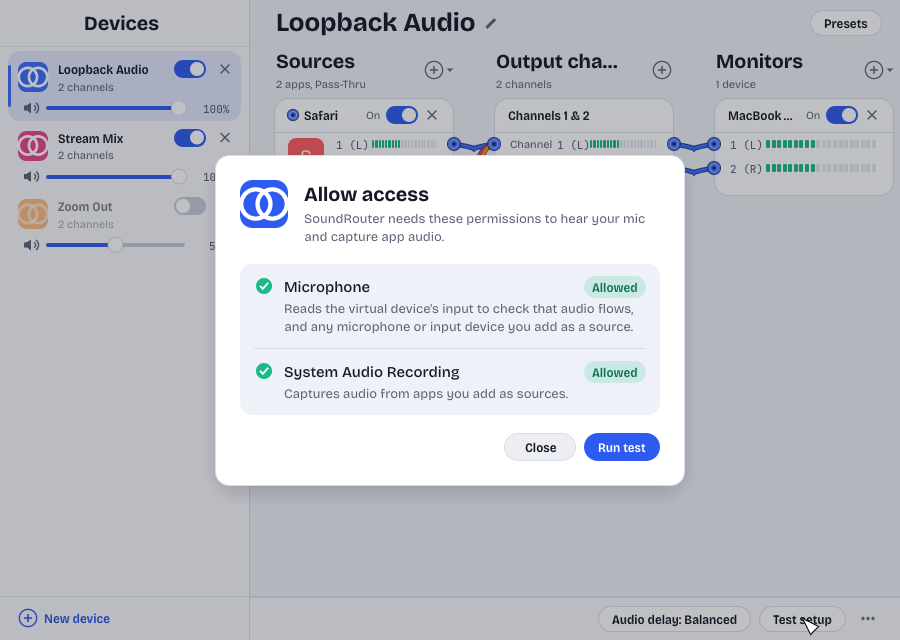 Devices
Loopback Audio
2 channels
100%
Stream Mix
2 channels
10
Zoom Out
2 channels
5
New device
Loopback Audio
Presets
Sources
2 apps, Pass-Thru
Output cha...
2 channels
Monitors
1 device
Safari
On
1 (L)
Channels 1 & 2
Channel 1 (L)
MacBook ...
On
1 (L)
2 (R)
Allow access
SoundRouter needs these permissions to hear your mic
and capture app audio.
Microphone
Allowed
Reads the virtual device's input to check that audio flows,
and any microphone or input device you add as a source.
System Audio Recording
Allowed
Captures audio from apps you add as sources.
Close
Run test
Audio delay: Balanced
Test setup